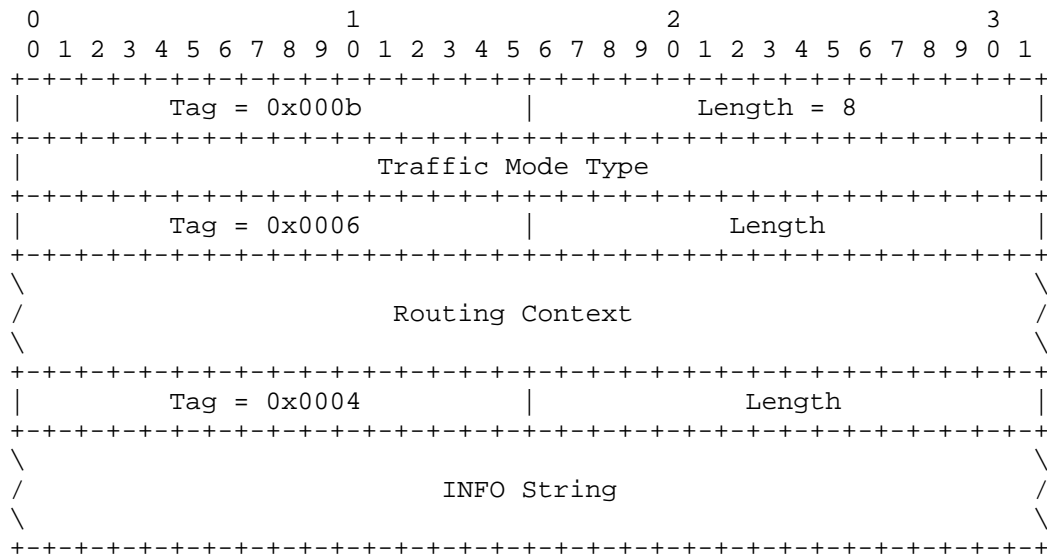 0                   1                   2                   3
 0 1 2 3 4 5 6 7 8 9 0 1 2 3 4 5 6 7 8 9 0 1 2 3 4 5 6 7 8 9 0 1
+-+-+-+-+-+-+-+-+-+-+-+-+-+-+-+-+-+-+-+-+-+-+-+-+-+-+-+-+-+-+-+-+
|         Tag = 0x000b          |          Length = 8           |
+-+-+-+-+-+-+-+-+-+-+-+-+-+-+-+-+-+-+-+-+-+-+-+-+-+-+-+-+-+-+-+-+
|                      Traffic Mode Type                        |
+-+-+-+-+-+-+-+-+-+-+-+-+-+-+-+-+-+-+-+-+-+-+-+-+-+-+-+-+-+-+-+-+
|         Tag = 0x0006          |            Length             |
+-+-+-+-+-+-+-+-+-+-+-+-+-+-+-+-+-+-+-+-+-+-+-+-+-+-+-+-+-+-+-+-+
\                                                               \
/                       Routing Context                         /
\                                                               \
+-+-+-+-+-+-+-+-+-+-+-+-+-+-+-+-+-+-+-+-+-+-+-+-+-+-+-+-+-+-+-+-+
|         Tag = 0x0004          |             Length            |
+-+-+-+-+-+-+-+-+-+-+-+-+-+-+-+-+-+-+-+-+-+-+-+-+-+-+-+-+-+-+-+-+
\                                                               \
/                          INFO String                          /
\                                                               \
+-+-+-+-+-+-+-+-+-+-+-+-+-+-+-+-+-+-+-+-+-+-+-+-+-+-+-+-+-+-+-+-+